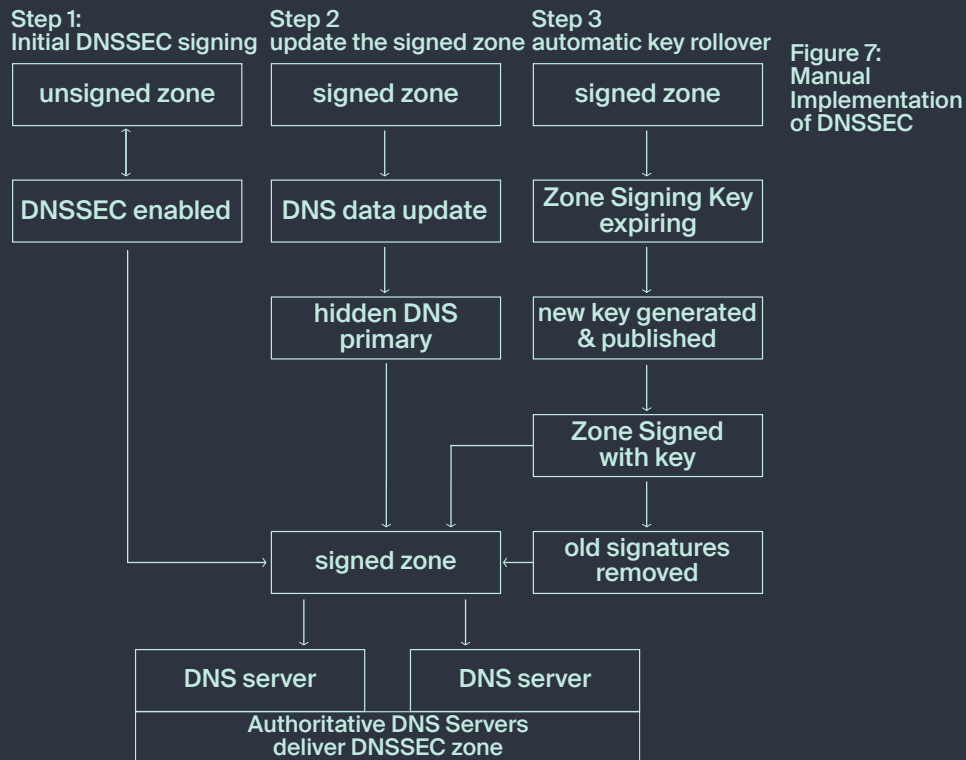 Step 1:
Initial DNSSEC signing
Step 2
update the signed zone
Step 3
automatic key rollover
Figure 7:
Manual
Implementation
of DNSSEC
unsigned zone
DNSSEC enabled
signed zone
DNS data update
hidden DNS
primary
signed zone
Zone Signing Key
expiring
new key generated
& published
Zone Signed
with key
old signatures
removed
signed zone
DNS server
DNS server
Authoritative DNS Servers
deliver DNSSEC zone